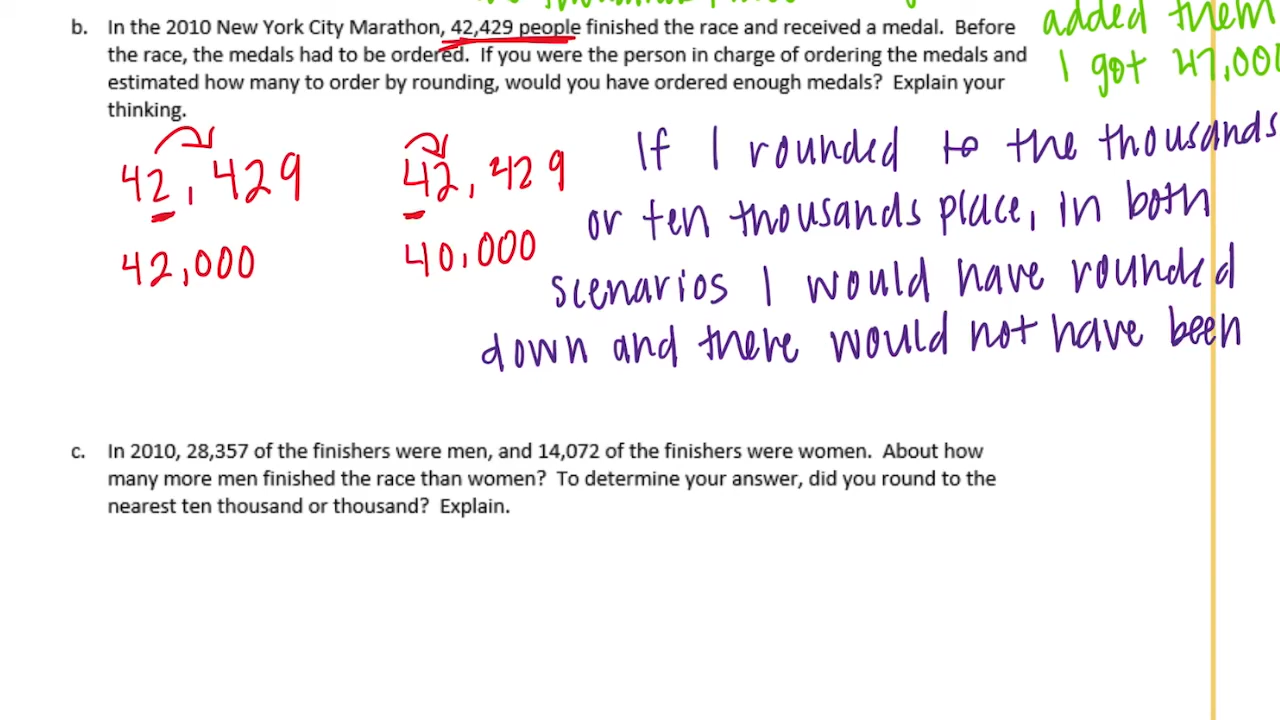 added them
b. In the 2010 New York City Marathon, 42,429 people finished the race and received a medal. Before
the race, the medals had to be ordered. If you were the person in charge of ordering the medals and
I got 47,000
estimated how many to order by rounding, would you have ordered enough medals? Explain your
thinking.
42,429 42,429
42,000 40,000
If I rounded to the thousands
or ten thousands place, in both
scenarios I would have rounded
down and there would not have been
c. In 2010, 28,357 of the finishers were men, and 14,072 of the finishers were women. About how
many more men finished the race than women? To determine your answer, did you round to the
nearest ten thousand or thousand? Explain.